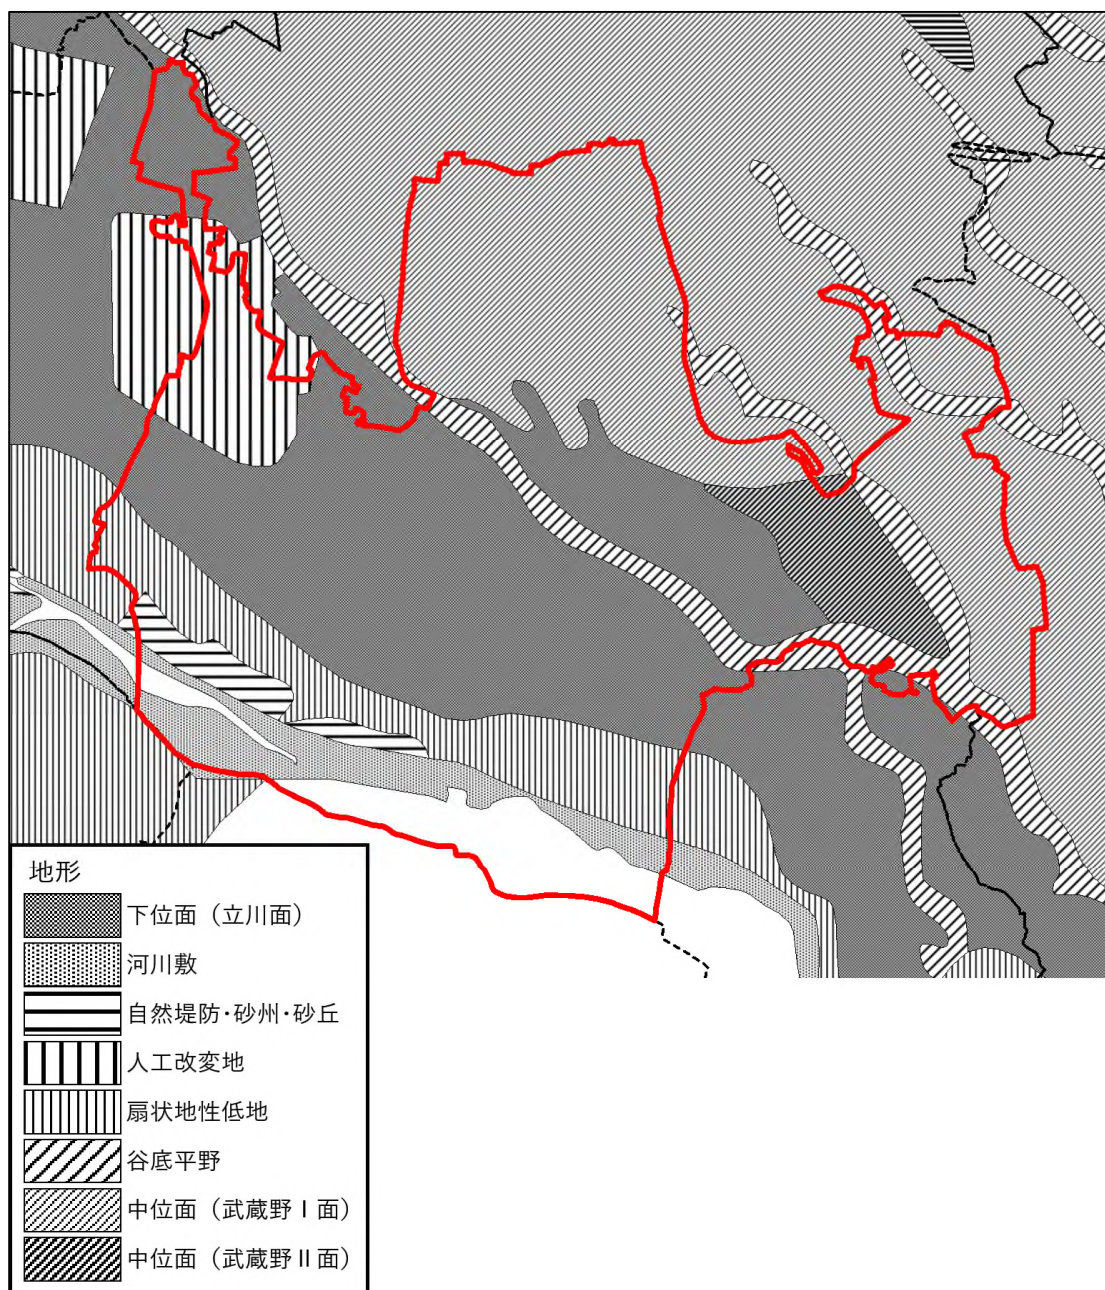 地形
下位面（立川面）
河川敷
自然堤防･砂州･砂丘
人工改変地
扇状地性低地
谷底平野
中位面（武蔵野Ⅰ面）
中位面（武蔵野Ⅱ面）